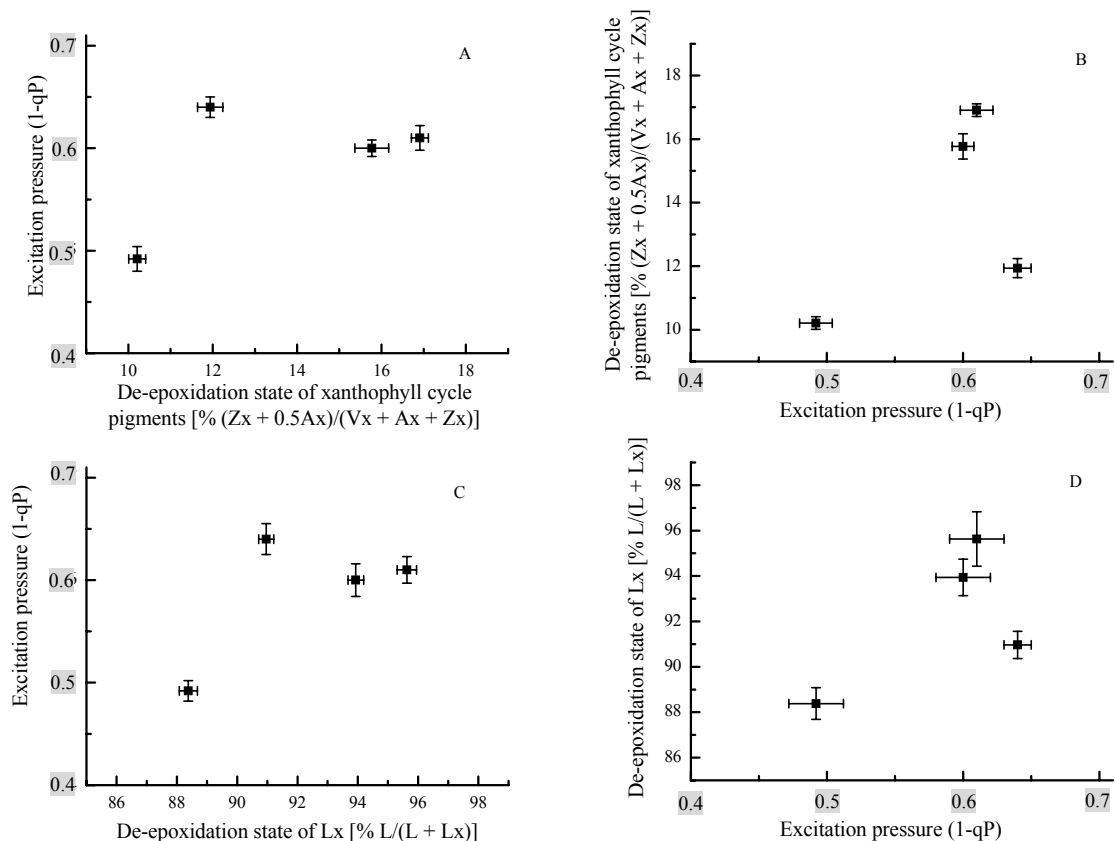 A
Excitation pressure (1-qP)
0.7
0.6
0.5
0.4
10 12 14 16 18
De-epoxidation state of xanthophyll cycle
pigments [% (Zx + 0.5Ax)/(Vx + Ax + Zx)]
B
De-epoxidation state of xanthophyll cycle
pigments [% (Zx + 0.5Ax)/(Vx + Ax + Zx)]
18
16
14
12
10
0.4 0.5 0.6 0.7
Excitation pressure (1-qP)
C
Excitation pressure (1-qP)
0.7
0.6
0.5
0.4
86 88 90 92 94 96 98
De-epoxidation state of Lx [% L/(L + Lx)]
D
De-epoxidation state of Lx [% L/(L + Lx)]
98
96
94
92
90
88
86
0.4 0.5 0.6 0.7
Excitation pressure (1-qP)